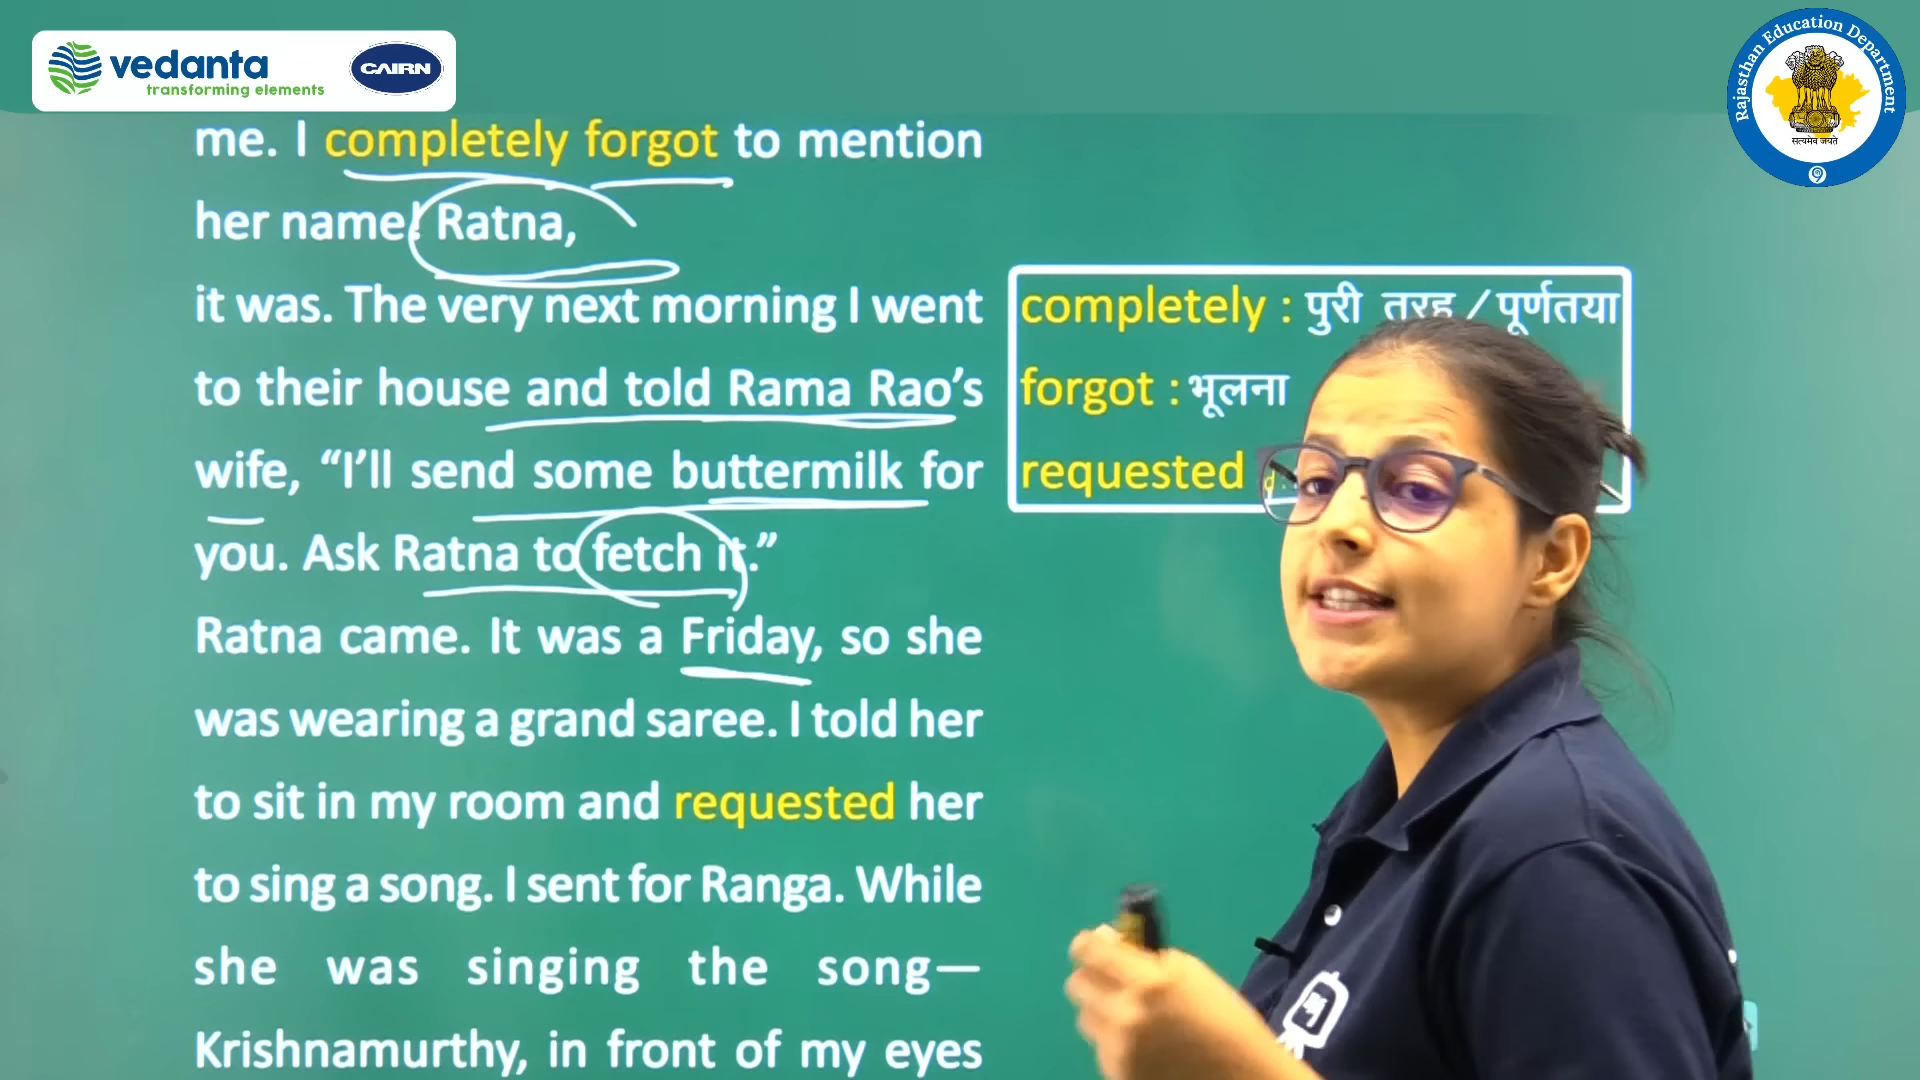 vedanta
transforming elements
CAIRN
Rajasthan Education Department
सत्यमेव जयते
me. I completely forgot to mention
her name! Ratna,
it was. The very next morning I went
to their house and told Rama Rao’s
wife, “I’ll send some buttermilk for
you. Ask Ratna to fetch it.”
Ratna came. It was a Friday, so she
was wearing a grand saree. I told her
to sit in my room and requested her
to sing a song. I sent for Ranga. While
she was singing the song—
Krishnamurthy, in front of my eyes
completely : पुरी तरह / पूर्णतया
forgot : भूलना
requested